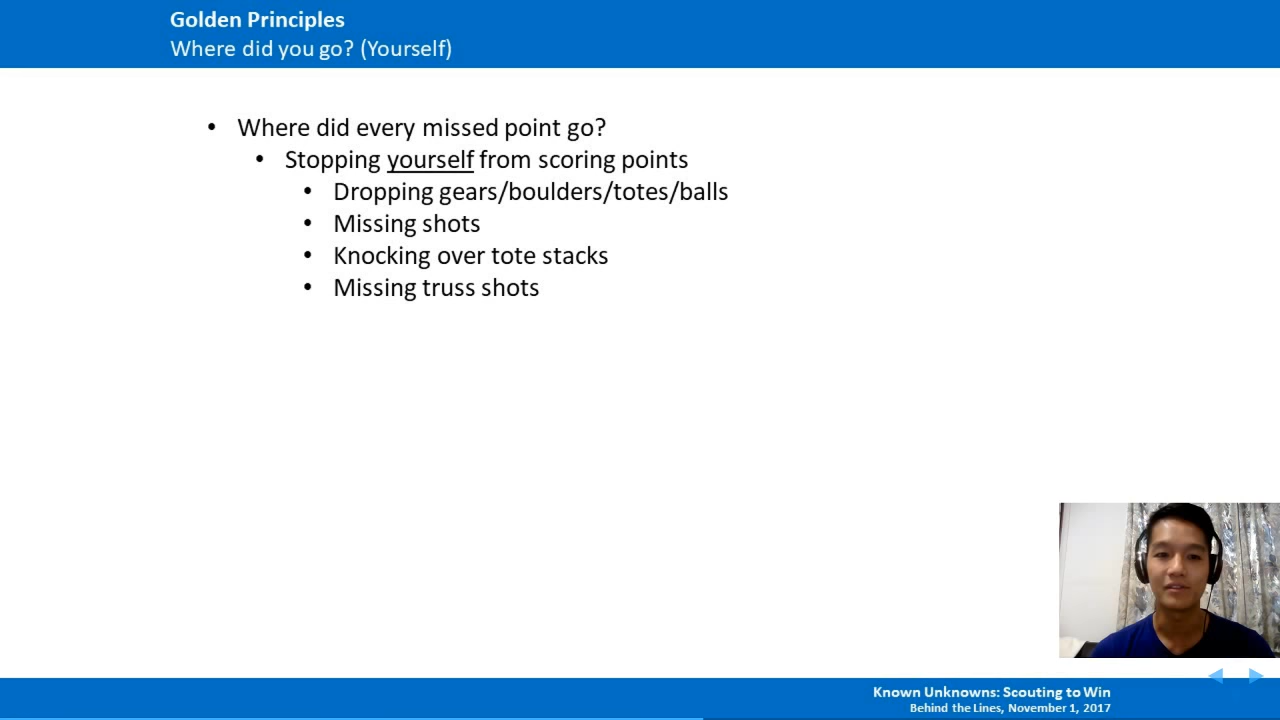 Golden Principles
Where did you go? (Yourself)
• Where did every missed point go?
• Stopping yourself from scoring points
• Dropping gears/boulders/totes/balls
• Missing shots
• Knocking over tote stacks
• Missing truss shots
Known Unknowns: Scouting to Win
Behind the Lines, November 1, 2017